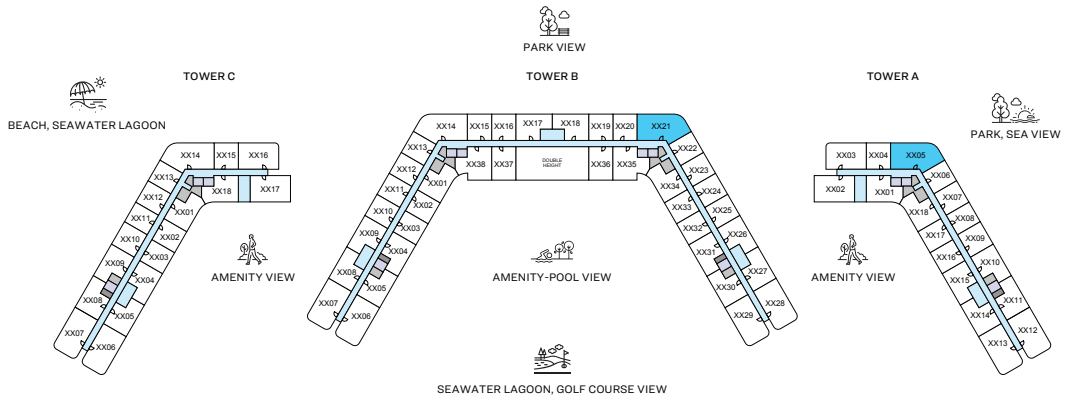 PARK VIEW
TOWER C
TOWER B
TOWER A
BEACH, SEAWATER LAGOON
PARK, SEA VIEW
XX14
XX15
XX16
XX13
XX12
XX11
XX10
XX09
XX08
XX07
XX06
XX05
XX04
XX03
XX02
XX01
XX18
XX17
XX14
XX15
XX16
XX17
XX18
XX19
XX20
XX21
XX13
XX12
XX11
XX10
XX09
XX08
XX07
XX06
XX05
XX04
XX03
XX02
XX01
XX38
XX37
DOUBLE
HEIGHT
XX36
XX35
XX22
XX23
XX24
XX25
XX26
XX27
XX28
XX29
XX30
XX31
XX32
XX33
XX34
XX03
XX04
XX05
XX02
XX01
XX06
XX07
XX08
XX09
XX10
XX11
XX12
XX13
XX14
XX15
XX16
XX17
XX18
AMENITY VIEW
AMENITY-POOL VIEW
AMENITY VIEW
SEAWATER LAGOON, GOLF COURSE VIEW